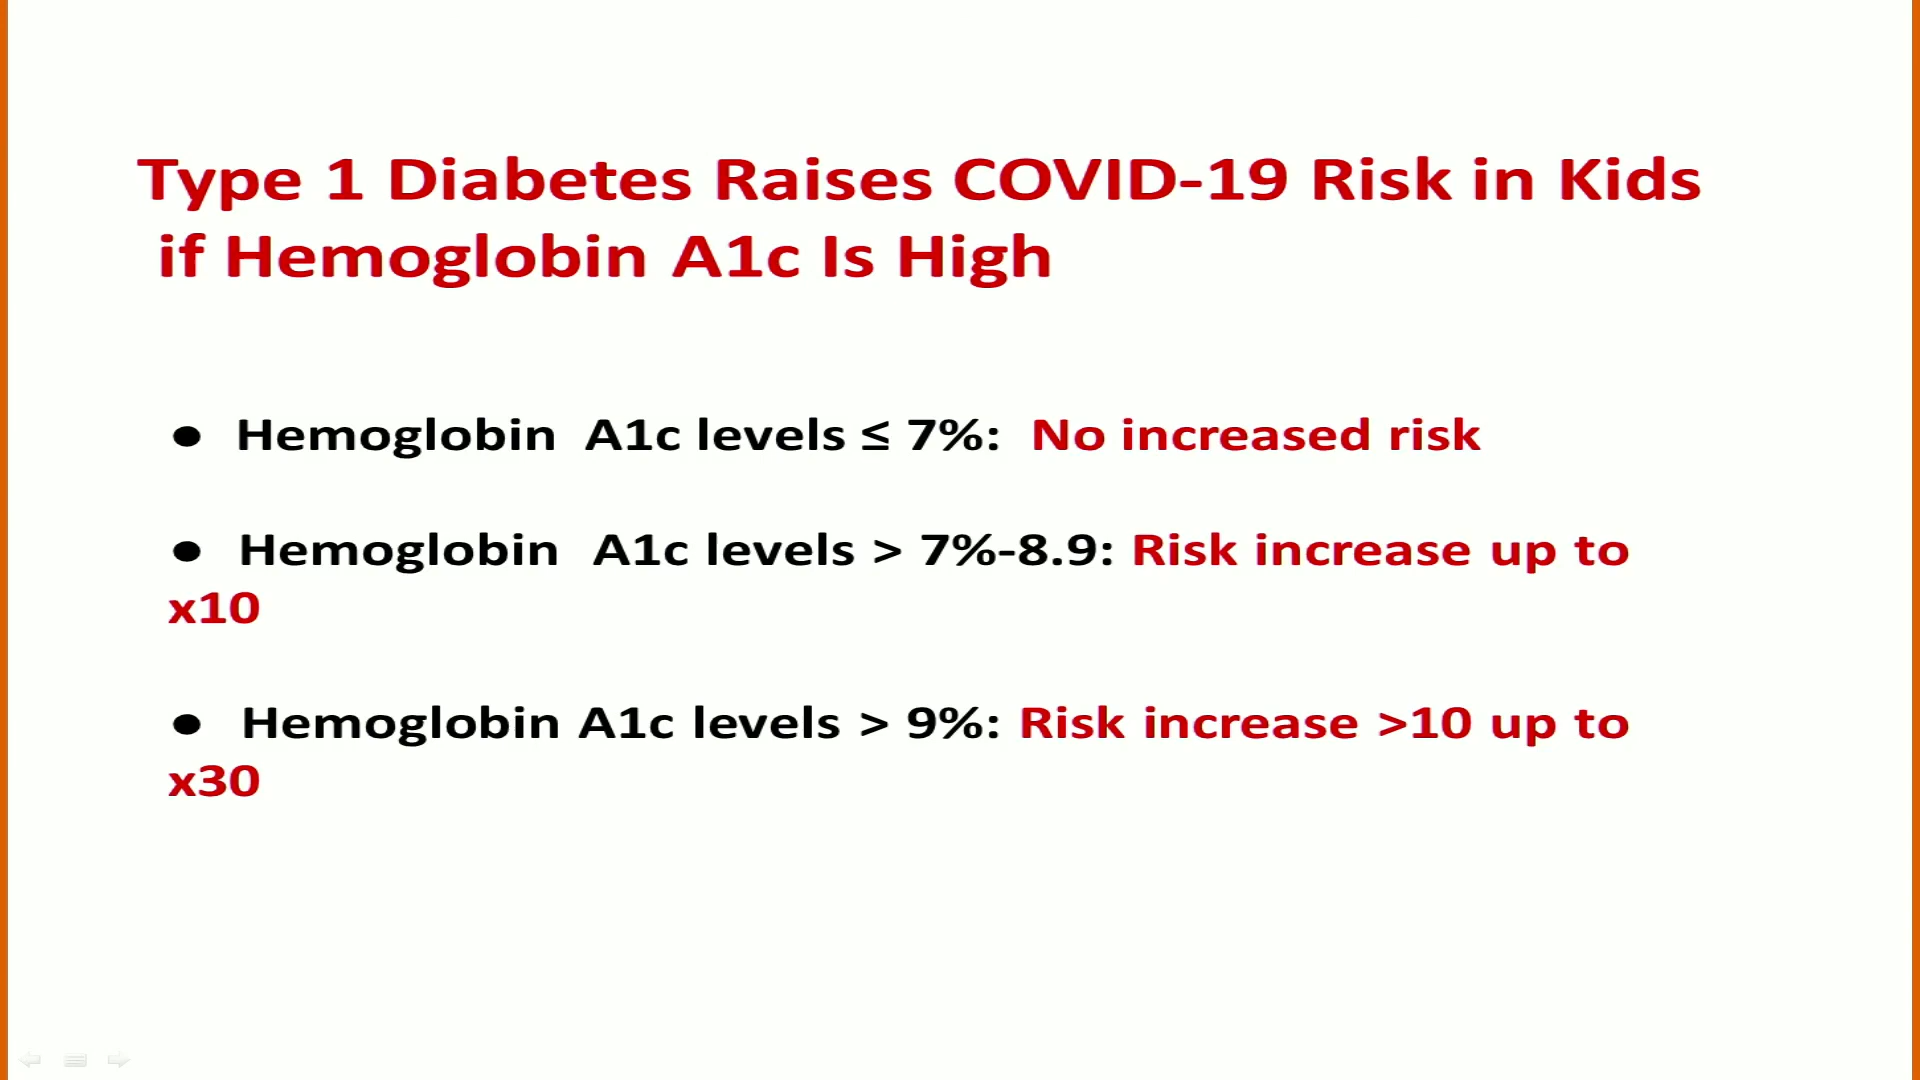 Type 1 Diabetes Raises COVID-19 Risk in Kids
if Hemoglobin A1c Is High
● Hemoglobin A1c levels ≤ 7%: No increased risk
● Hemoglobin A1c levels > 7%-8.9: Risk increase up to
x10
● Hemoglobin A1c levels > 9%: Risk increase >10 up to
x30